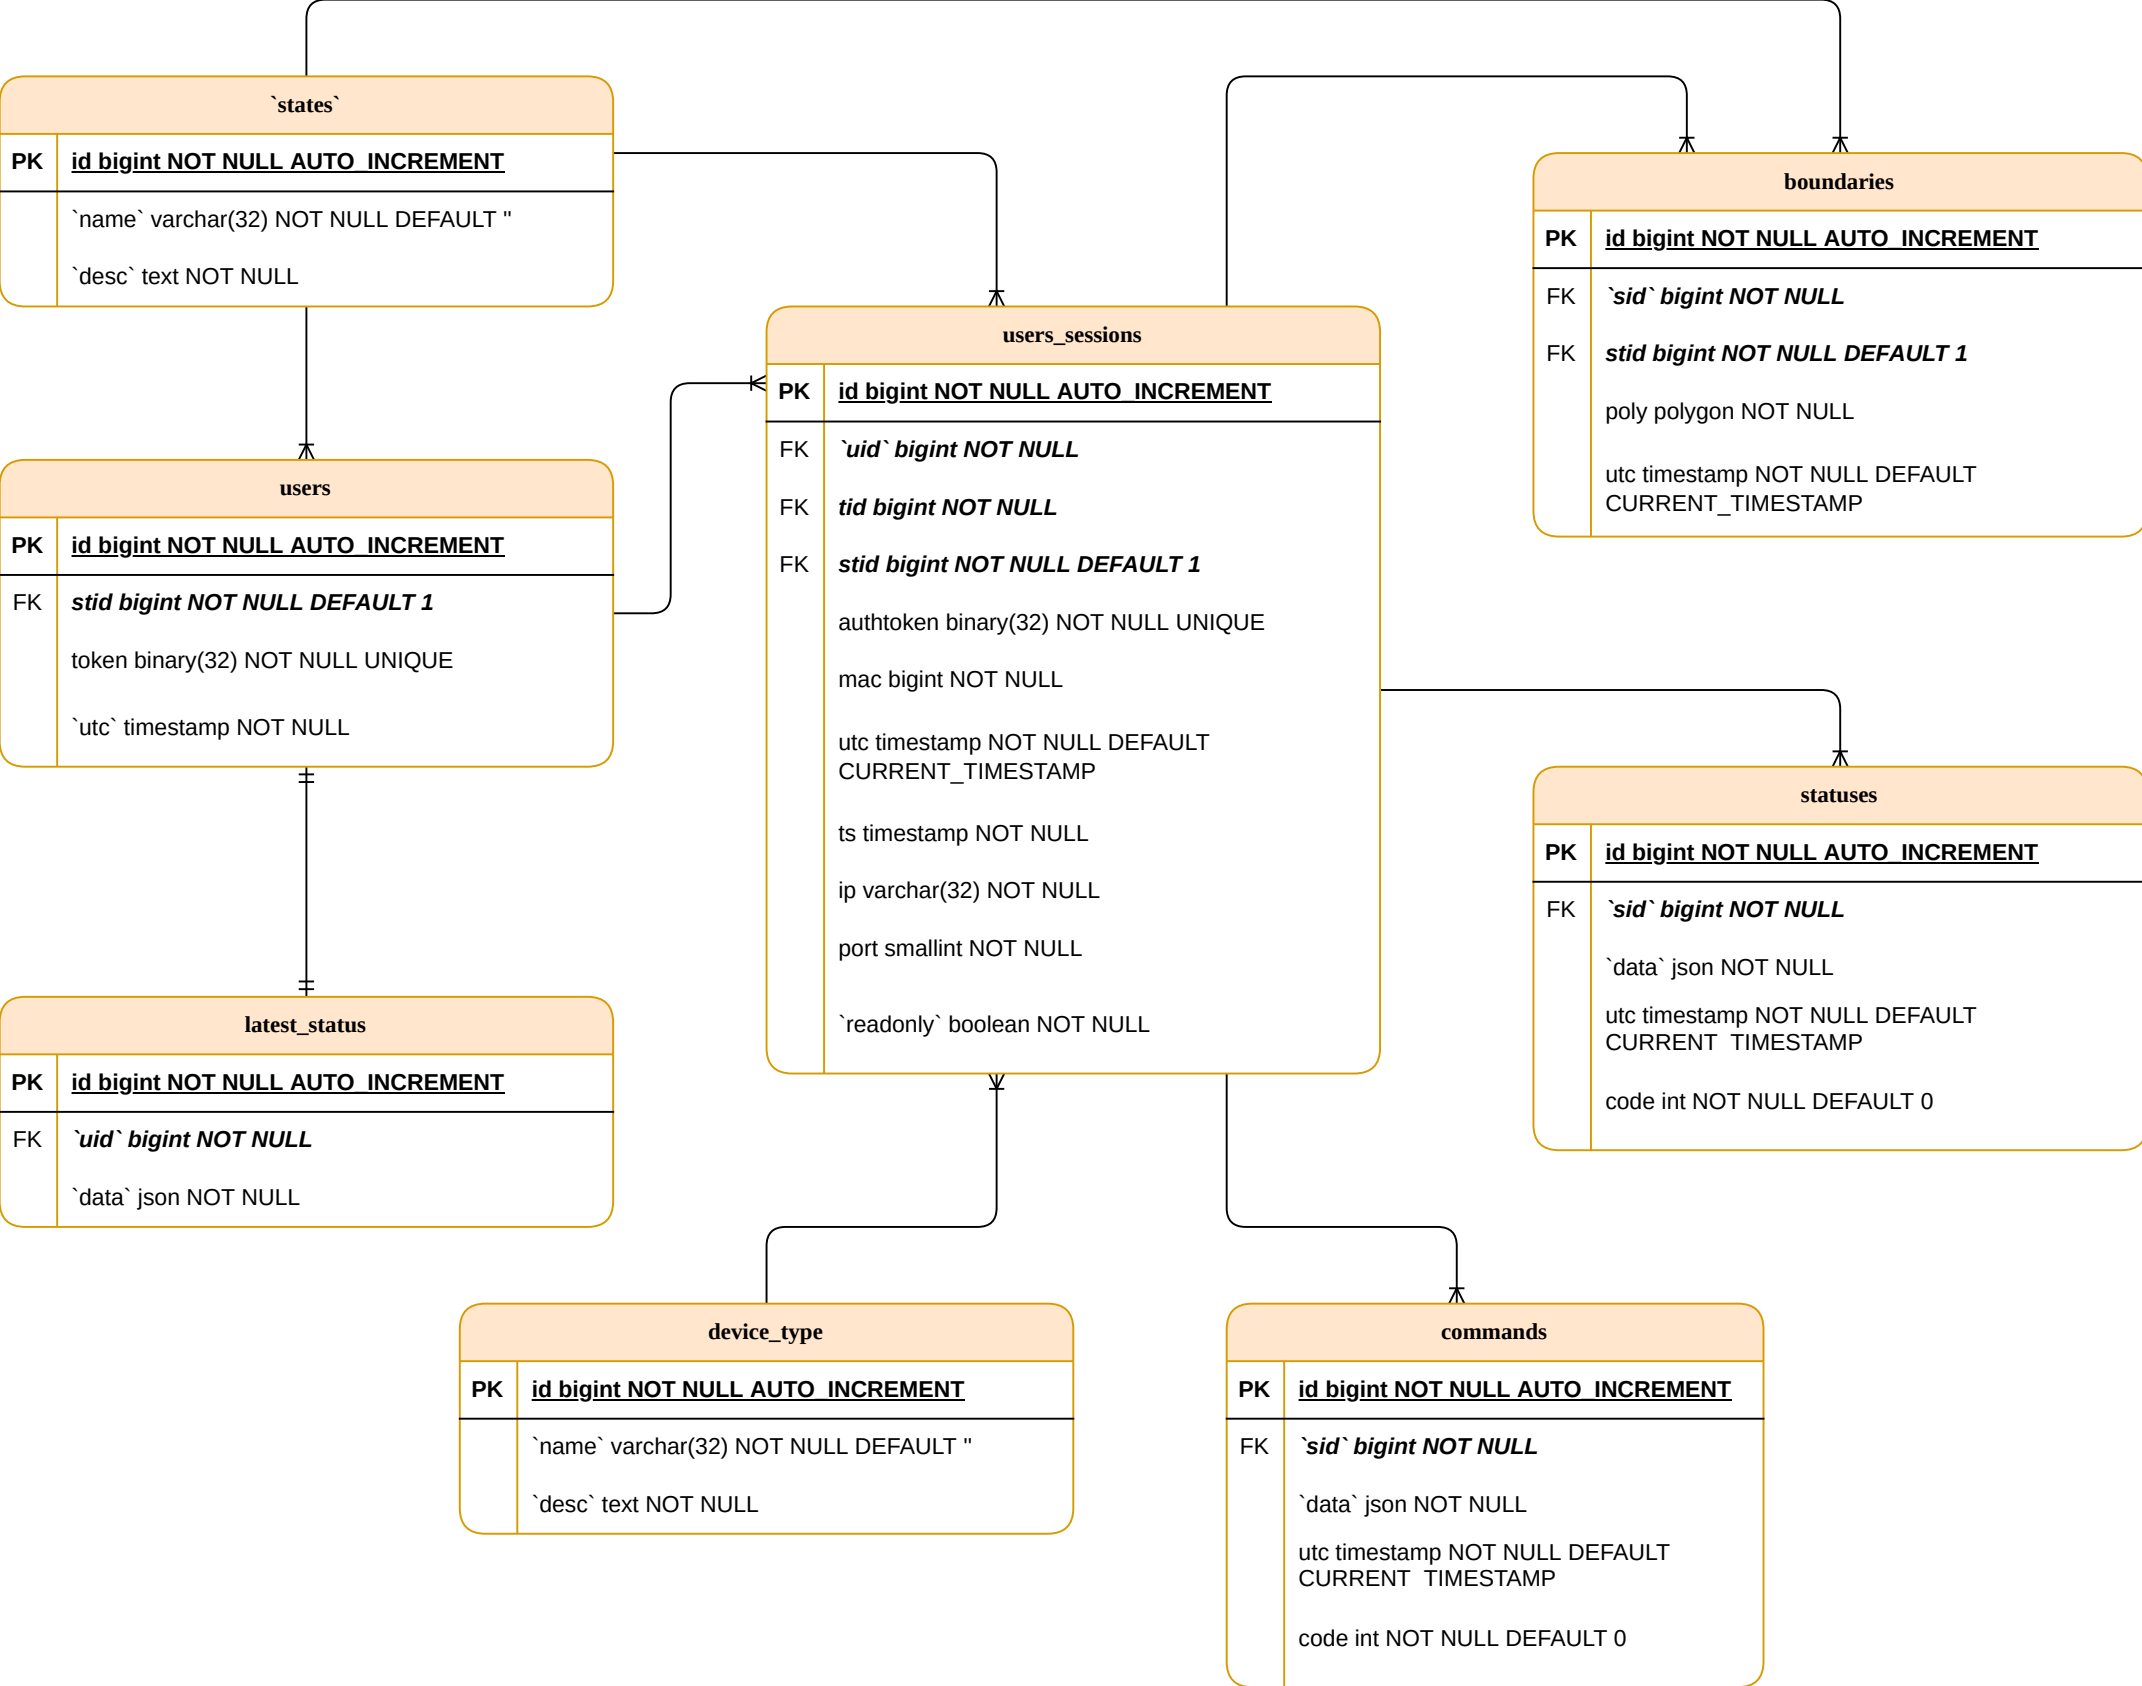 `states`
PK id bigint NOT NULL AUTO_INCREMENT
`name` varchar(32) NOT NULL DEFAULT ''
`desc` text NOT NULL
boundaries
PK id bigint NOT NULL AUTO_INCREMENT
FK `sid` bigint NOT NULL
FK stid bigint NOT NULL DEFAULT 1
poly polygon NOT NULL
utc timestamp NOT NULL DEFAULT
CURRENT_TIMESTAMP
users_sessions
PK id bigint NOT NULL AUTO_INCREMENT
FK `uid` bigint NOT NULL
FK tid bigint NOT NULL
FK stid bigint NOT NULL DEFAULT 1
authtoken binary(32) NOT NULL UNIQUE
mac bigint NOT NULL
utc timestamp NOT NULL DEFAULT
CURRENT_TIMESTAMP
ts timestamp NOT NULL
ip varchar(32) NOT NULL
port smallint NOT NULL
`readonly` boolean NOT NULL
users
PK id bigint NOT NULL AUTO_INCREMENT
FK stid bigint NOT NULL DEFAULT 1
token binary(32) NOT NULL UNIQUE
`utc` timestamp NOT NULL
statuses
PK id bigint NOT NULL AUTO_INCREMENT
FK `sid` bigint NOT NULL
`data` json NOT NULL
utc timestamp NOT NULL DEFAULT
CURRENT_TIMESTAMP
code int NOT NULL DEFAULT 0
latest_status
PK id bigint NOT NULL AUTO_INCREMENT
FK `uid` bigint NOT NULL
`data` json NOT NULL
device_type
PK id bigint NOT NULL AUTO_INCREMENT
`name` varchar(32) NOT NULL DEFAULT ''
`desc` text NOT NULL
commands
PK id bigint NOT NULL AUTO_INCREMENT
FK `sid` bigint NOT NULL
`data` json NOT NULL
utc timestamp NOT NULL DEFAULT
CURRENT_TIMESTAMP
code int NOT NULL DEFAULT 0